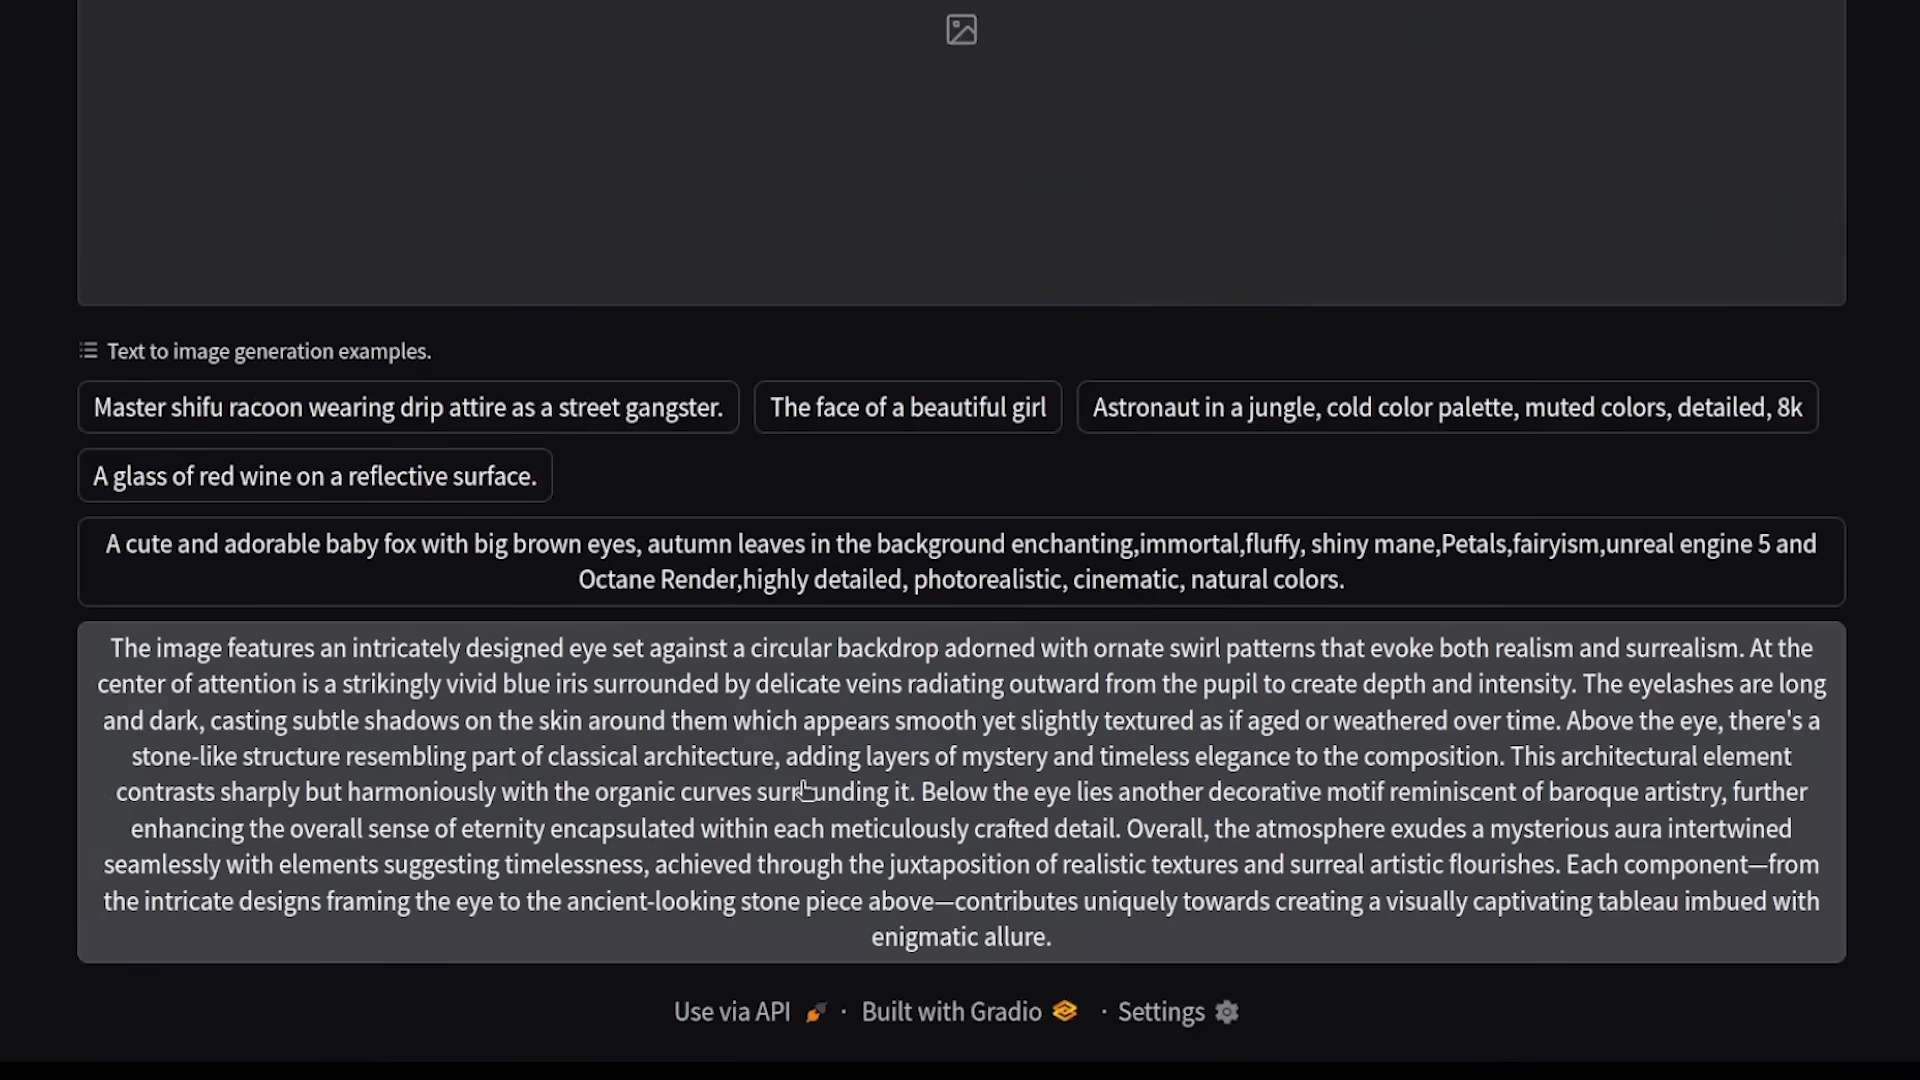 Text to image generation examples.
Master shifu racoon wearing drip attire as a street gangster.
The face of a beautiful girl
Astronaut in a jungle, cold color palette, muted colors, detailed, 8k
A glass of red wine on a reflective surface.
A cute and adorable baby fox with big brown eyes, autumn leaves in the background enchanting,immortal,fluffy, shiny mane,Petals,fairyism,unreal engine 5 and
Octane Render,highly detailed, photorealistic, cinematic, natural colors.
The image features an intricately designed eye set against a circular backdrop adorned with ornate swirl patterns that evoke both realism and surrealism. At the
center of attention is a strikingly vivid blue iris surrounded by delicate veins radiating outward from the pupil to create depth and intensity. The eyelashes are long
and dark, casting subtle shadows on the skin around them which appears smooth yet slightly textured as if aged or weathered over time. Above the eye, there's a
stone-like structure resembling part of classical architecture, adding layers of mystery and timeless elegance to the composition. This architectural element
contrasts sharply but harmoniously with the organic curves surrounding it. Below the eye lies another decorative motif reminiscent of baroque artistry, further
enhancing the overall sense of eternity encapsulated within each meticulously crafted detail. Overall, the atmosphere exudes a mysterious aura intertwined
seamlessly with elements suggesting timelessness, achieved through the juxtaposition of realistic textures and surreal artistic flourishes. Each component—from
the intricate designs framing the eye to the ancient-looking stone piece above—contributes uniquely towards creating a visually captivating tableau imbued with
enigmatic allure.
Use via API · Built with Gradio · Settings